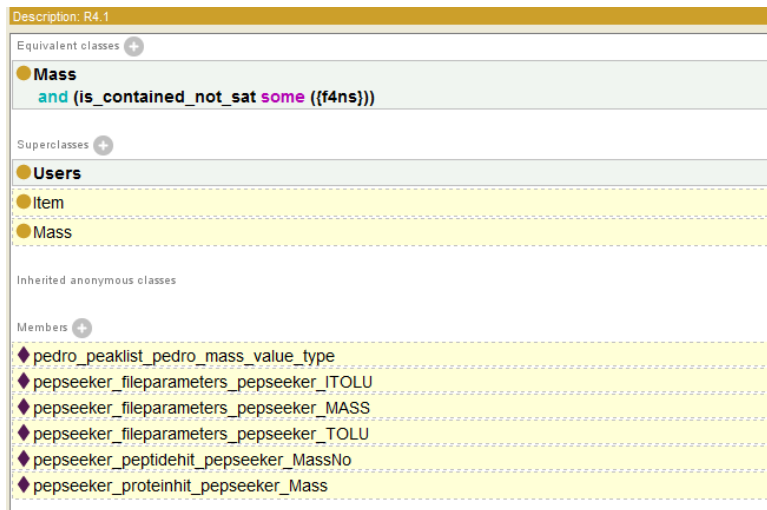 Description: R4.1
Equivalent classes
Mass
and (is_contained_not_sat some ({f4ns}))
Superclasses
Users
Item
Mass
Inherited anonymous classes
Members
pedro_peaklist_pedro_mass_value_type
pepseeker_fileparameters_pepseeker_ITOLU
pepseeker_fileparameters_pepseeker_MASS
pepseeker_fileparameters_pepseeker_TOLU
pepseeker_peptidehit_pepseeker_MassNo
pepseeker_proteinhit_pepseeker_Mass